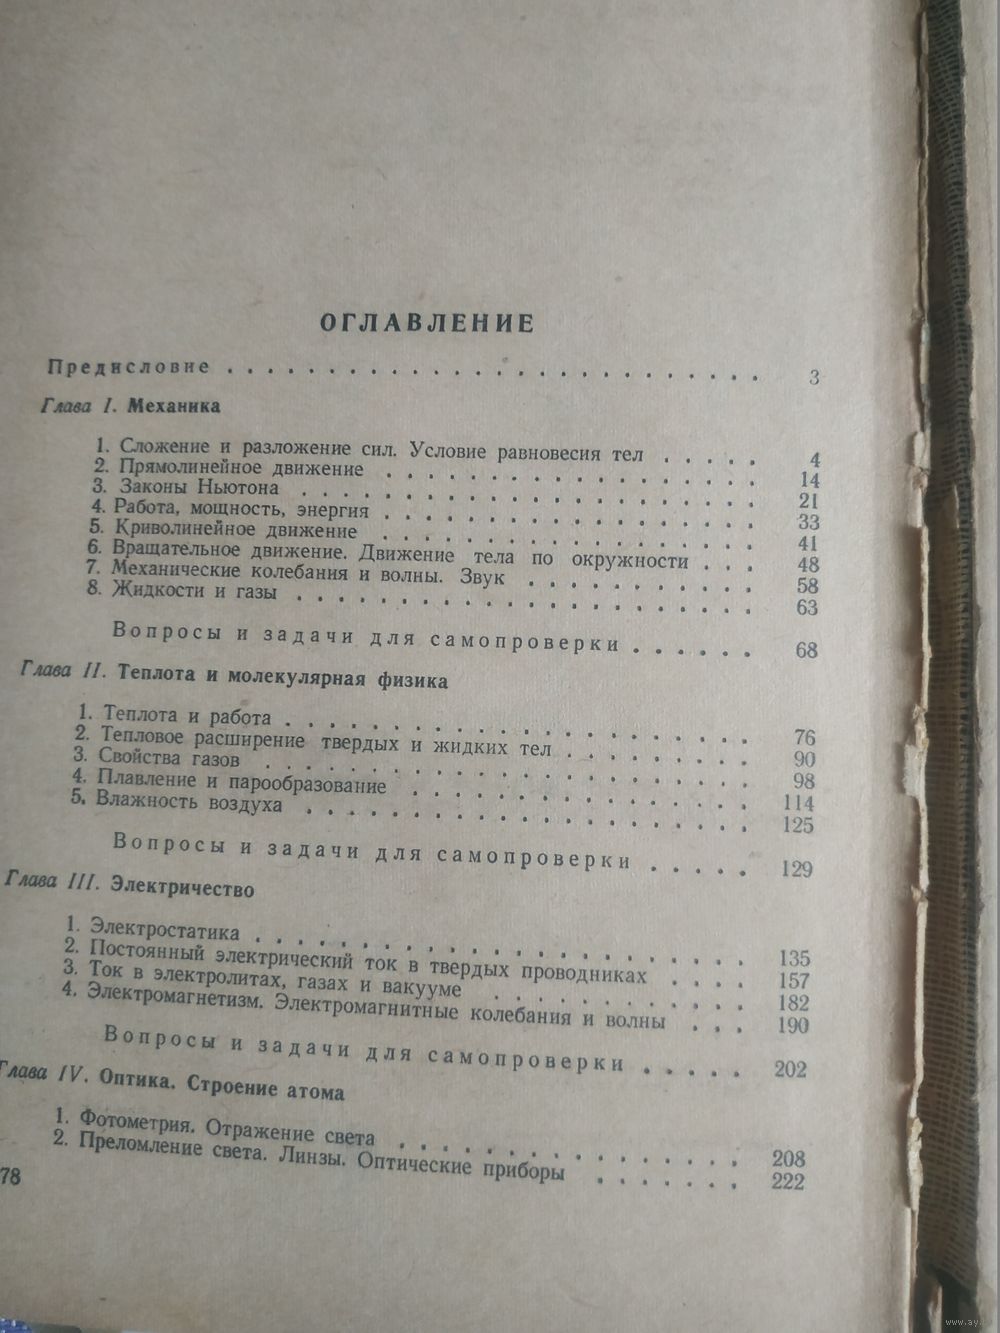 ОГЛАВЛЕНИЕ
Предисловие . . . . . . . . . . . . . . . . . . . . . . . . . . . 3
Глава I. Механика
1. Сложение и разложение сил. Условие равновесия тел . . . . . 4
2. Прямолинейное движение . . . . . . . . . . . . . . . . . 14
3. Законы Ньютона . . . . . . . . . . . . . . . . . . . . . 21
4. Работа, мощность, энергия . . . . . . . . . . . . . . . . . 33
5. Криволинейное движение . . . . . . . . . . . . . . . . . 41
6. Вращательное движение. Движение тела по окружности . . . 48
7. Механические колебания и волны. Звук . . . . . . . . . . 58
8. Жидкости и газы . . . . . . . . . . . . . . . . . . . . . 63
Вопросы и задачи для самопроверки . . . . . . 68
Глава II. Теплота и молекулярная физика
1. Теплота и работа . . . . . . . . . . . . . . . . . . . . . 76
2. Тепловое расширение твердых и жидких тел . . . . . . . . 90
3. Свойства газов . . . . . . . . . . . . . . . . . . . . . . 98
4. Плавление и парообразование . . . . . . . . . . . . . . . 114
5. Влажность воздуха . . . . . . . . . . . . . . . . . . . . 125
Вопросы и задачи для самопроверки . . . . . 129
Глава III. Электричество
1. Электростатика . . . . . . . . . . . . . . . . . . . . . 135
2. Постоянный электрический ток в твердых проводниках . . . . 157
3. Ток в электролитах, газах и вакууме . . . . . . . . . . . 182
4. Электромагнетизм. Электромагнитные колебания и волны . . . 190
Вопросы и задачи для самопроверки . . . . . 202
Глава IV. Оптика. Строение атома
1. Фотометрия. Отражение света . . . . . . . . . . . . . . . 208
2. Преломление света. Линзы. Оптические приборы . . . . . . . 222
78